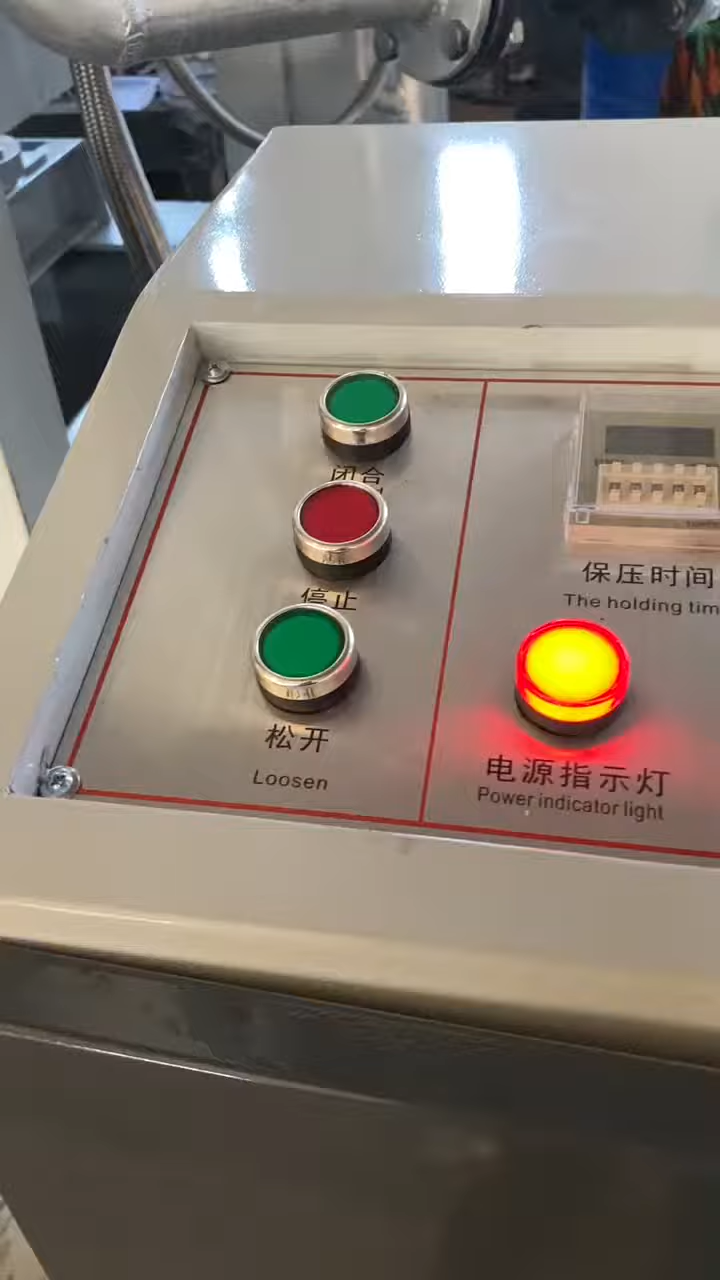 闭合
停止
松开
Loosen
保压时间
The holding tim
电源指示灯
Power indicator light